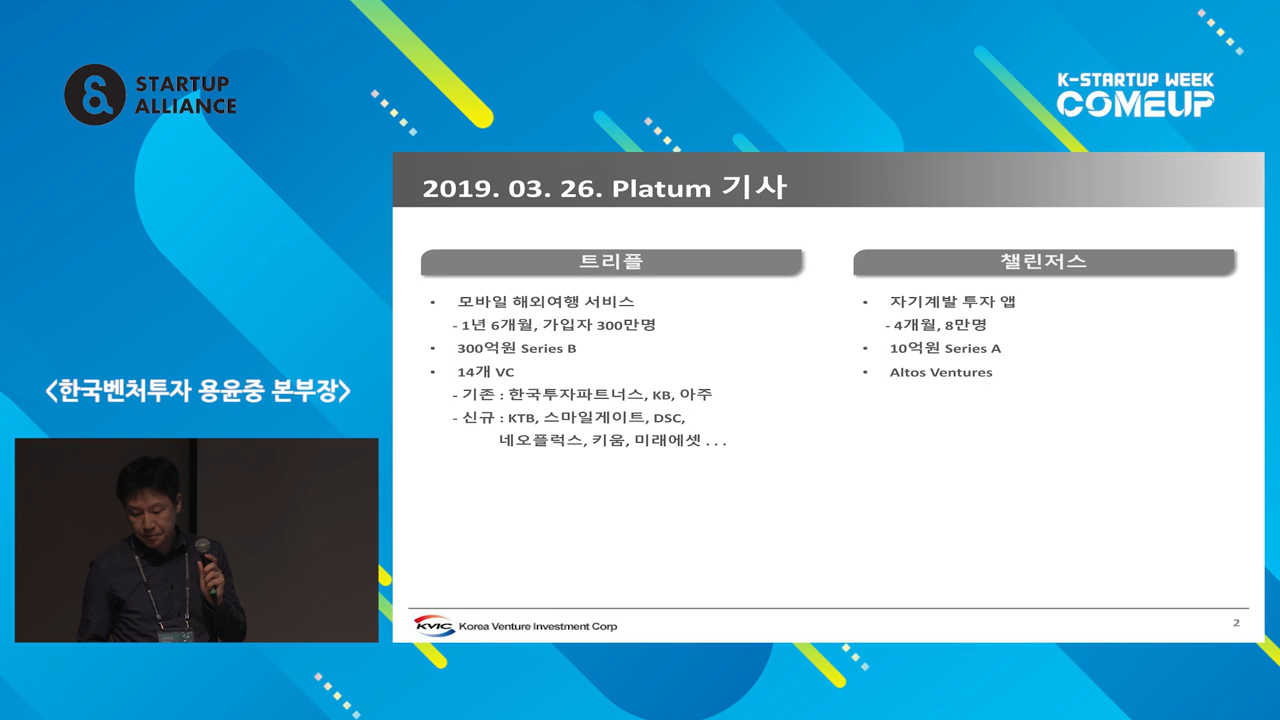 STARTUP
ALLIANCE
K-STARTUP WEEK
COMEUP
2019. 03. 26. Platum 기사
트리플
• 모바일 해외여행 서비스
- 1년 6개월, 가입자 300만명
• 300억원 Series B
• 14개 VC
- 기존 : 한국투자파트너스, KB, 아주
- 신규 : KTB, 스마일게이트, DSC,
네오플럭스, 키움, 미래에셋 . . .
챌린저스
• 자기계발 투자 앱
- 4개월, 8만명
• 10억원 Series A
• Altos Ventures
<한국벤처투자 용윤중 본부장>
KVIC Korea Venture Investment Corp
2